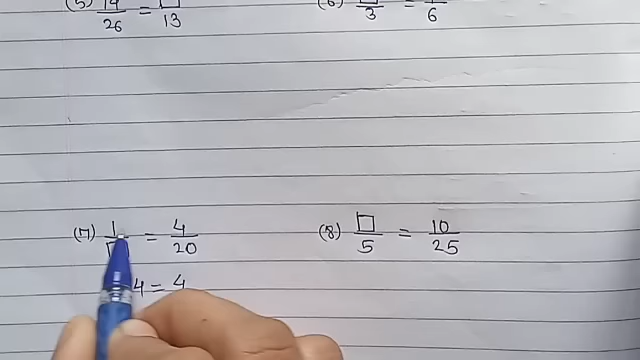 (5) 14/26 = □/13 (6) □/3 = /6
(7) 1/□ = 4/20 (8) □/5 = 10/25
4 = 4